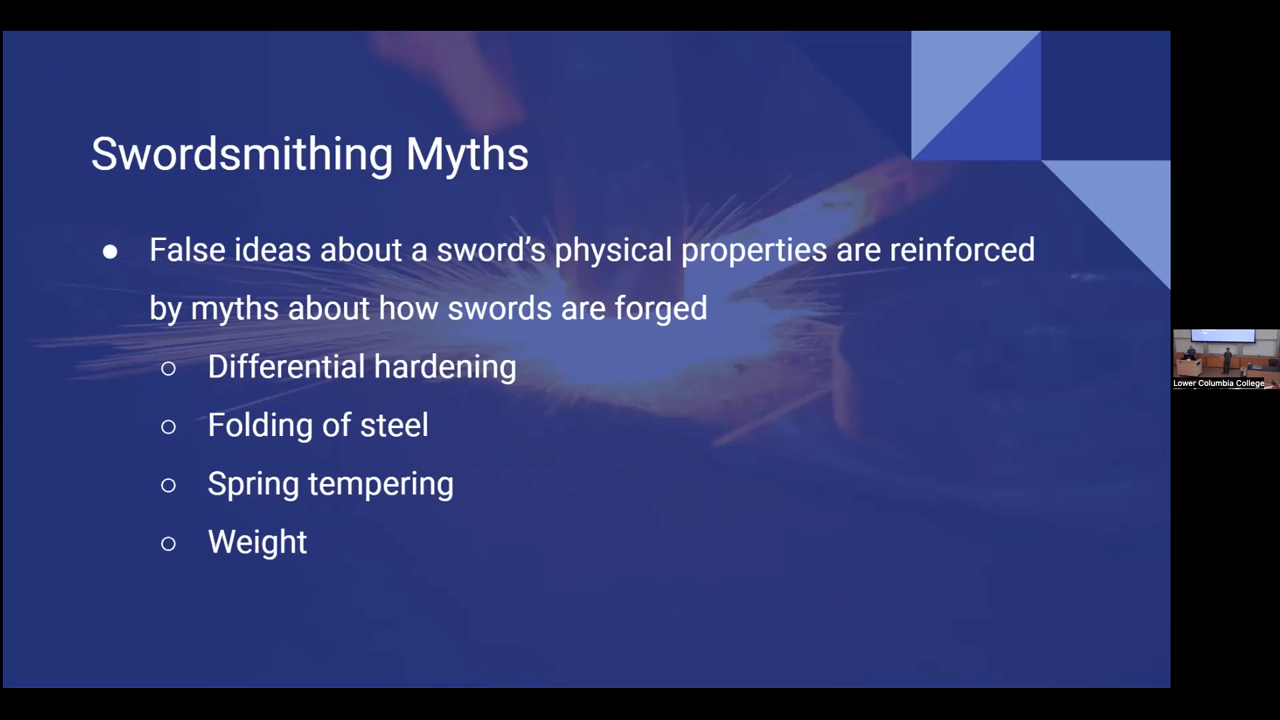 Swordsmithing Myths
● False ideas about a sword’s physical properties are reinforced
by myths about how swords are forged
○ Differential hardening
○ Folding of steel
○ Spring tempering
○ Weight
Lower Columbia College